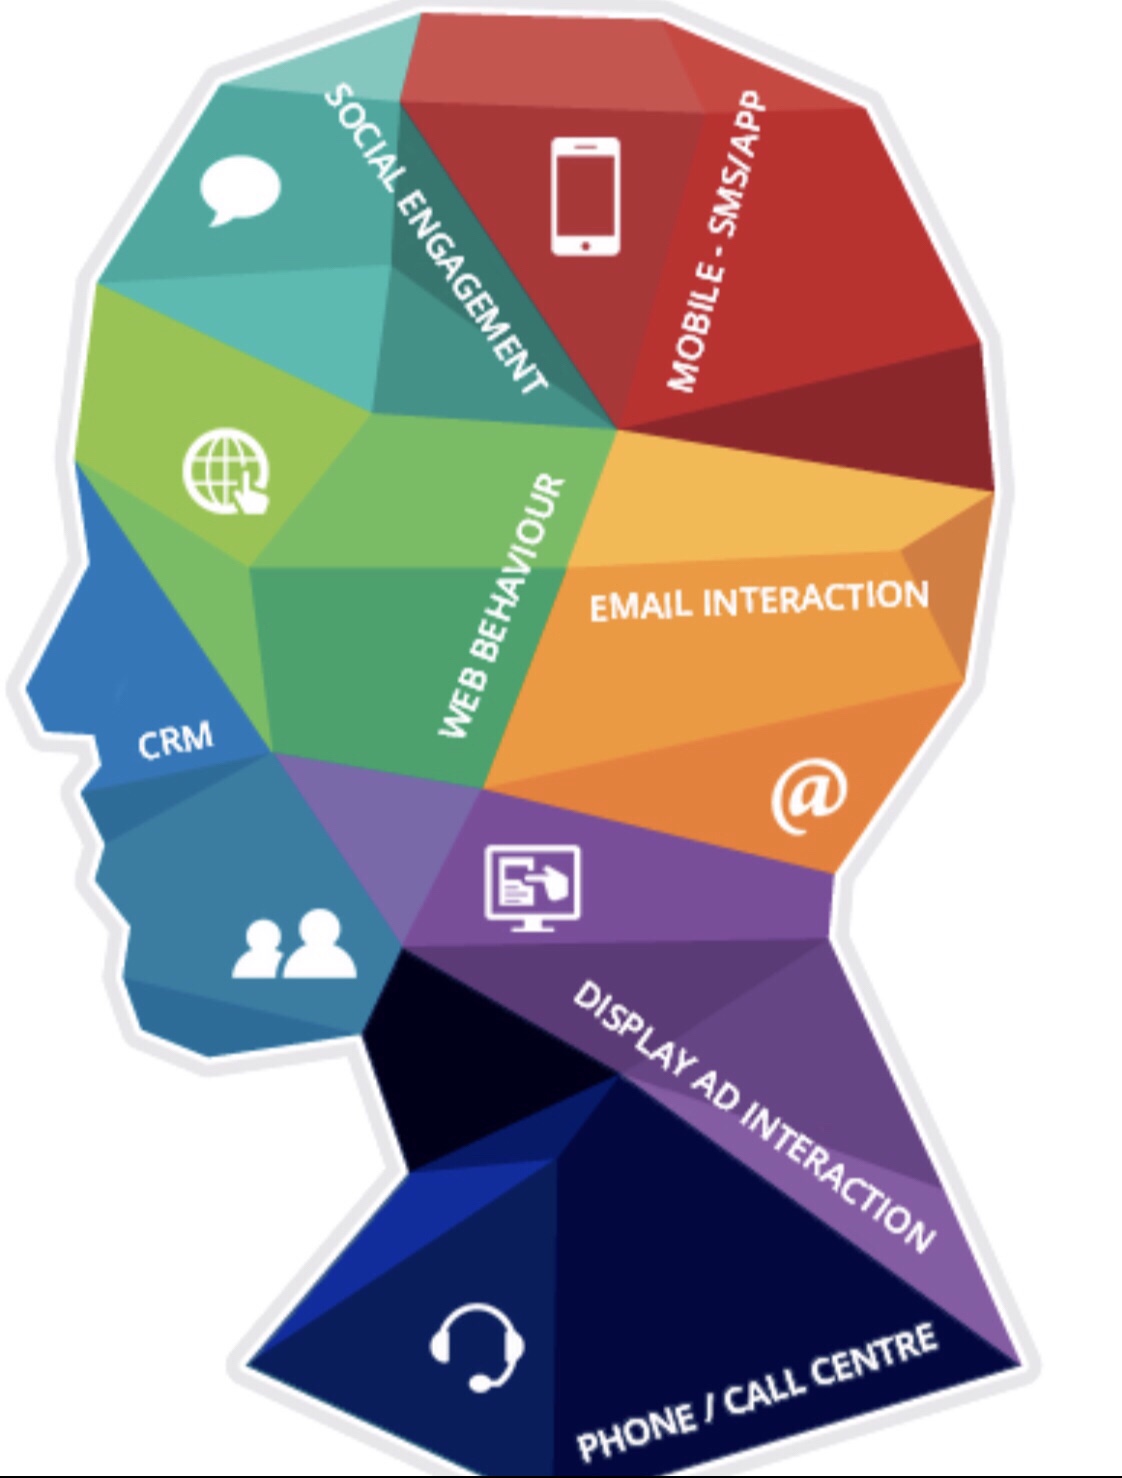 SOCIAL ENGAGEMENT
MOBILE - SMS/APP
WEB BEHAVIOUR
EMAIL INTERACTION
CRM
@
DISPLAY AD INTERACTION
PHONE / CALL CENTRE